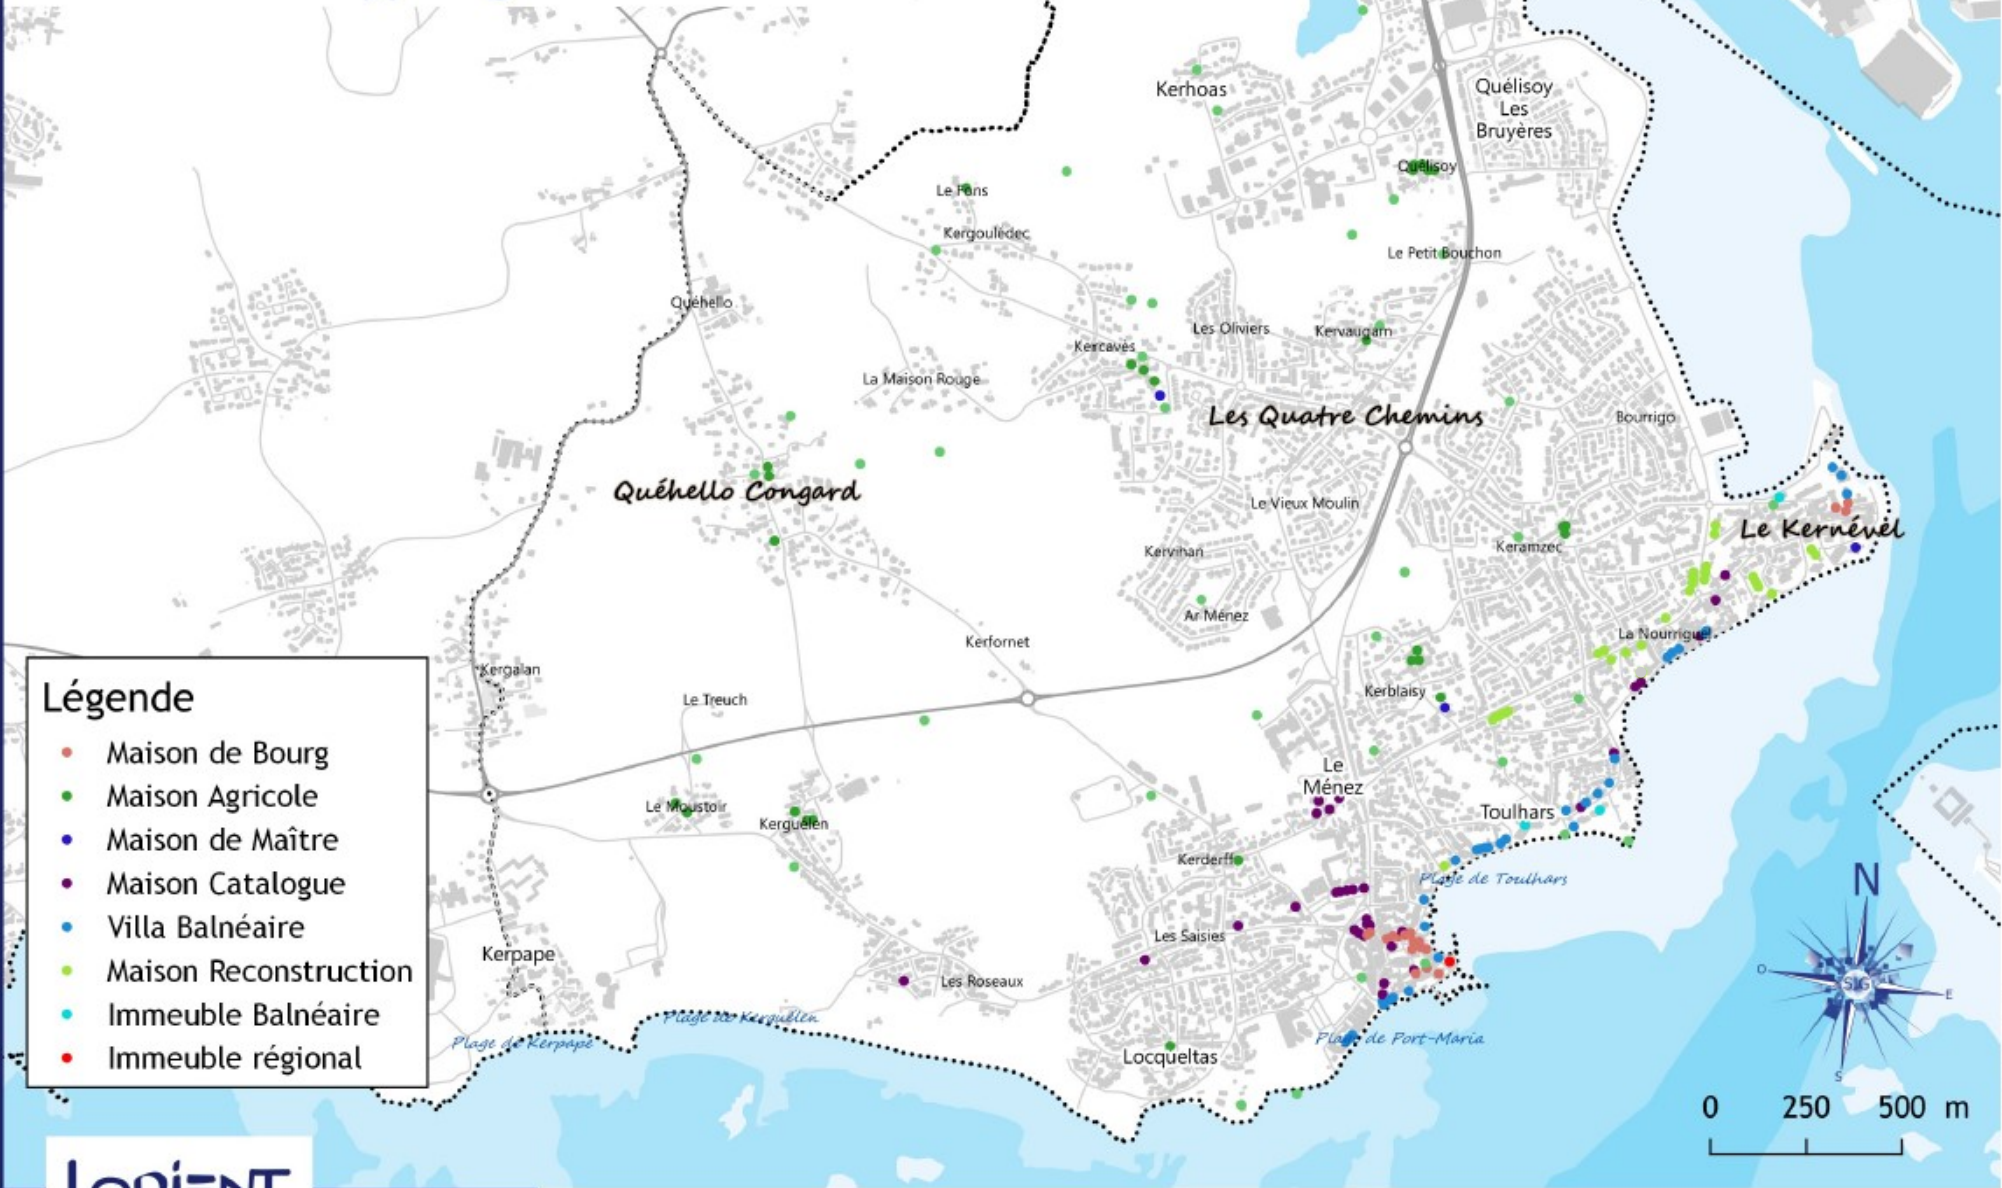 Kerhoas
Quélisoy
Les
Bruyères
Quélisoy
Le Fons
Kergoulédec
Le Petit Bouchon
Quéhello
Les Oliviers
Kervaugam
Kercavès
La Maison Rouge
Les Quatre Chemins
Bourrigo
Quéhello Congard
Le Vieux Moulin
Le Kernével
Keramzec
Kervihan
Ar Ménez
La Nourriguel
Kerfornet
Kergalan
Kerblaisy
Le Treuch
Le
Ménez
Le Moustoir
Kerguélen
Toulhars
Kerderff
Plage de Toulhars
Les Saisies
Kerpape
Les Roseaux
Plage de Kerguélen
Plage de Kerpape
Plage de Port-Maria
Locqueltas
Légende
Maison de Bourg
Maison Agricole
Maison de Maître
Maison Catalogue
Villa Balnéaire
Maison Reconstruction
Immeuble Balnéaire
Immeuble régional
N
O
SIG
E
S
0 250 500 m
LORIENT